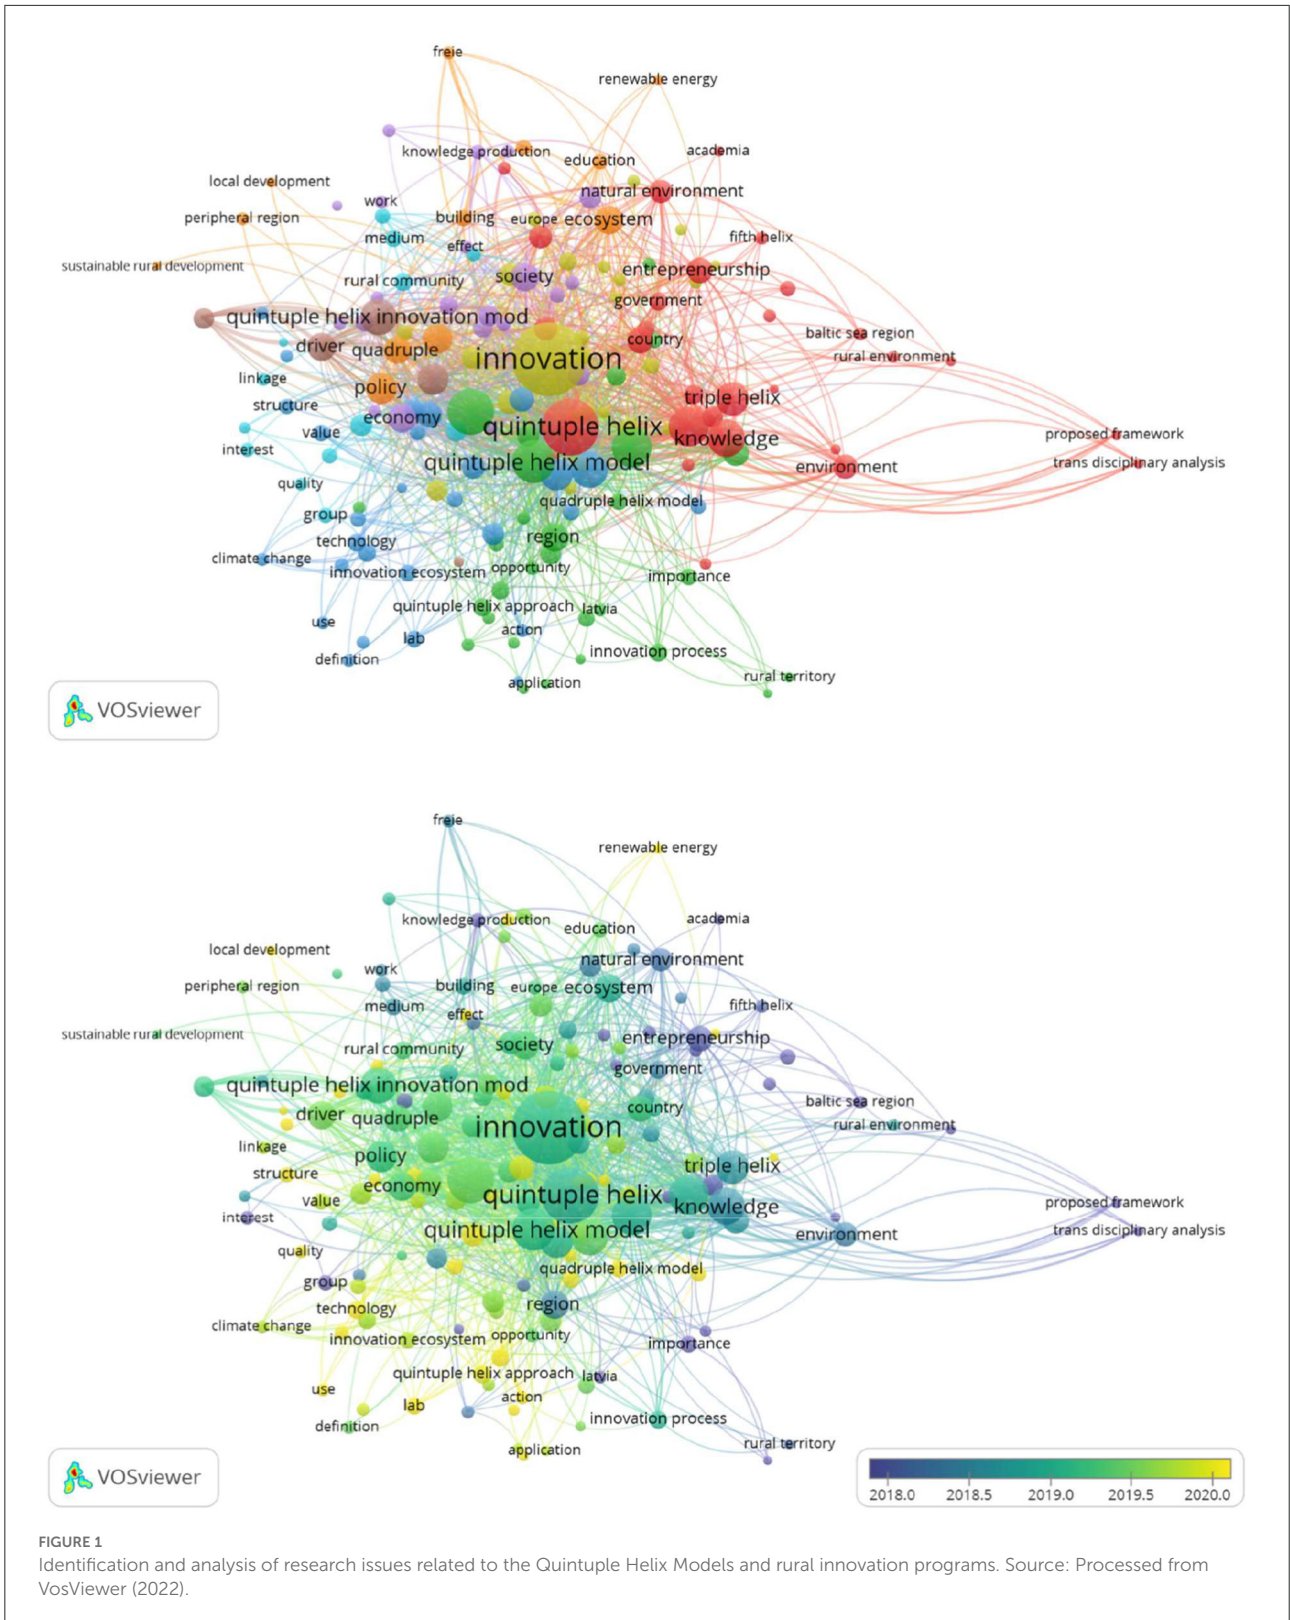 freie
renewable energy
knowledge production
education
academia
local development
natural environment
work
peripheral region
building
europe
ecosystem
medium
effect
fifth helix
sustainable rural development
rural community
society
entrepreneurship
government
quintuple helix innovation mod
driver
quadruple
innovation
country
baltic sea region
rural environment
linkage
policy
structure
economy
triple helix
value
quintuple helix
knowledge
proposed framework
interest
quintuple helix model
environment
trans disciplinary analysis
quality
quadruple helix model
group
technology
region
climate change
innovation ecosystem
opportunity
importance
quintuple helix approach
latvia
use
lab
action
definition
innovation process
application
rural territory
VOSviewer
freie
renewable energy
knowledge production
education
academia
local development
natural environment
work
peripheral region
building
europe
ecosystem
medium
effect
fifth helix
sustainable rural development
rural community
society
entrepreneurship
government
quintuple helix innovation mod
driver
quadruple
innovation
country
baltic sea region
rural environment
linkage
policy
structure
economy
triple helix
value
quintuple helix
knowledge
proposed framework
interest
quintuple helix model
environment
trans disciplinary analysis
quality
quadruple helix model
group
technology
region
climate change
innovation ecosystem
opportunity
importance
quintuple helix approach
latvia
use
lab
action
definition
innovation process
application
rural territory
VOSviewer
2018.0 2018.5 2019.0 2019.5 2020.0
FIGURE 1
Identification and analysis of research issues related to the Quintuple Helix Models and rural innovation programs. Source: Processed from
VosViewer (2022).